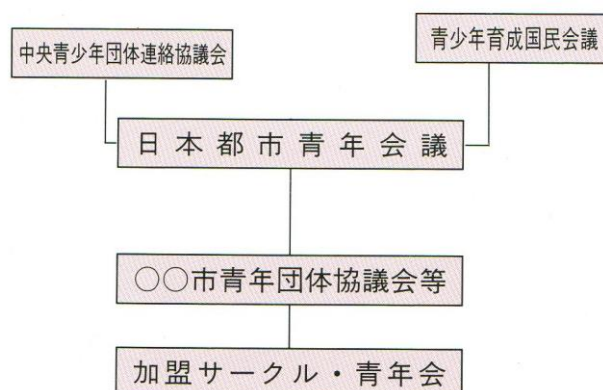 中央青少年団体連絡協議会
青少年育成国民会議
日本都市青年会議
○○市青年団体協議会等
加盟サークル・青年会